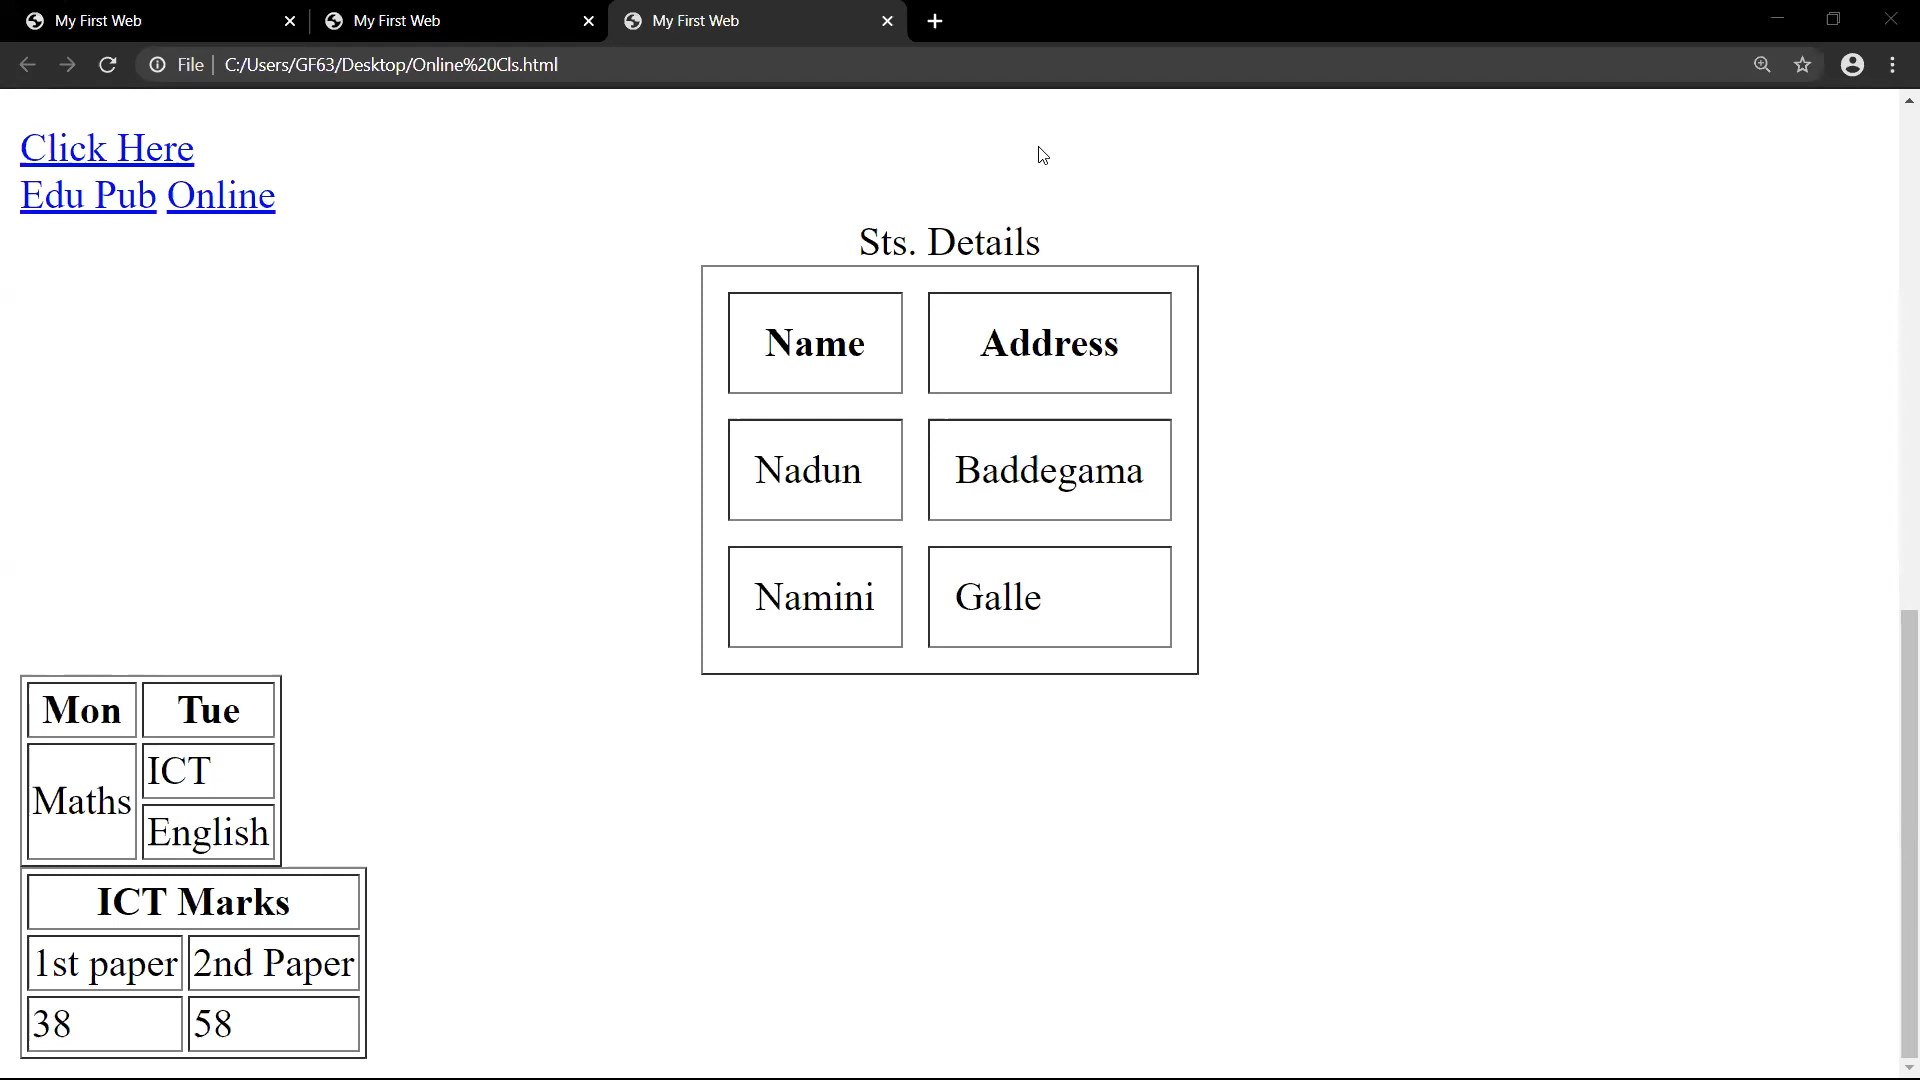 My First Web
My First Web
My First Web
File C:/Users/GF63/Desktop/Online%20Cls.html
Click Here
Edu Pub Online
Sts. Details
Name Address
Nadun Baddegama
Namini Galle
Mon Tue
Maths ICT
English
ICT Marks
1st paper 2nd Paper
38 58